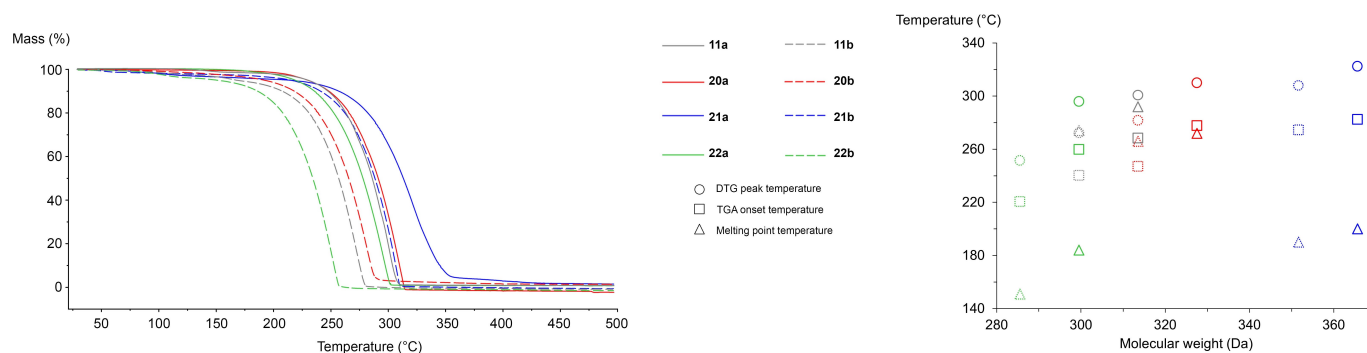 Mass (%)
100
80
60
40
20
0
50
100
150
200
250
300
350
400
450
500
Temperature (°C)
11a
11b
20a
20b
21a
21b
22a
22b
DTG peak temperature
TGA onset temperature
Melting point temperature
Temperature (°C)
340
300
260
220
180
140
280
300
320
340
360
Molecular weight (Da)